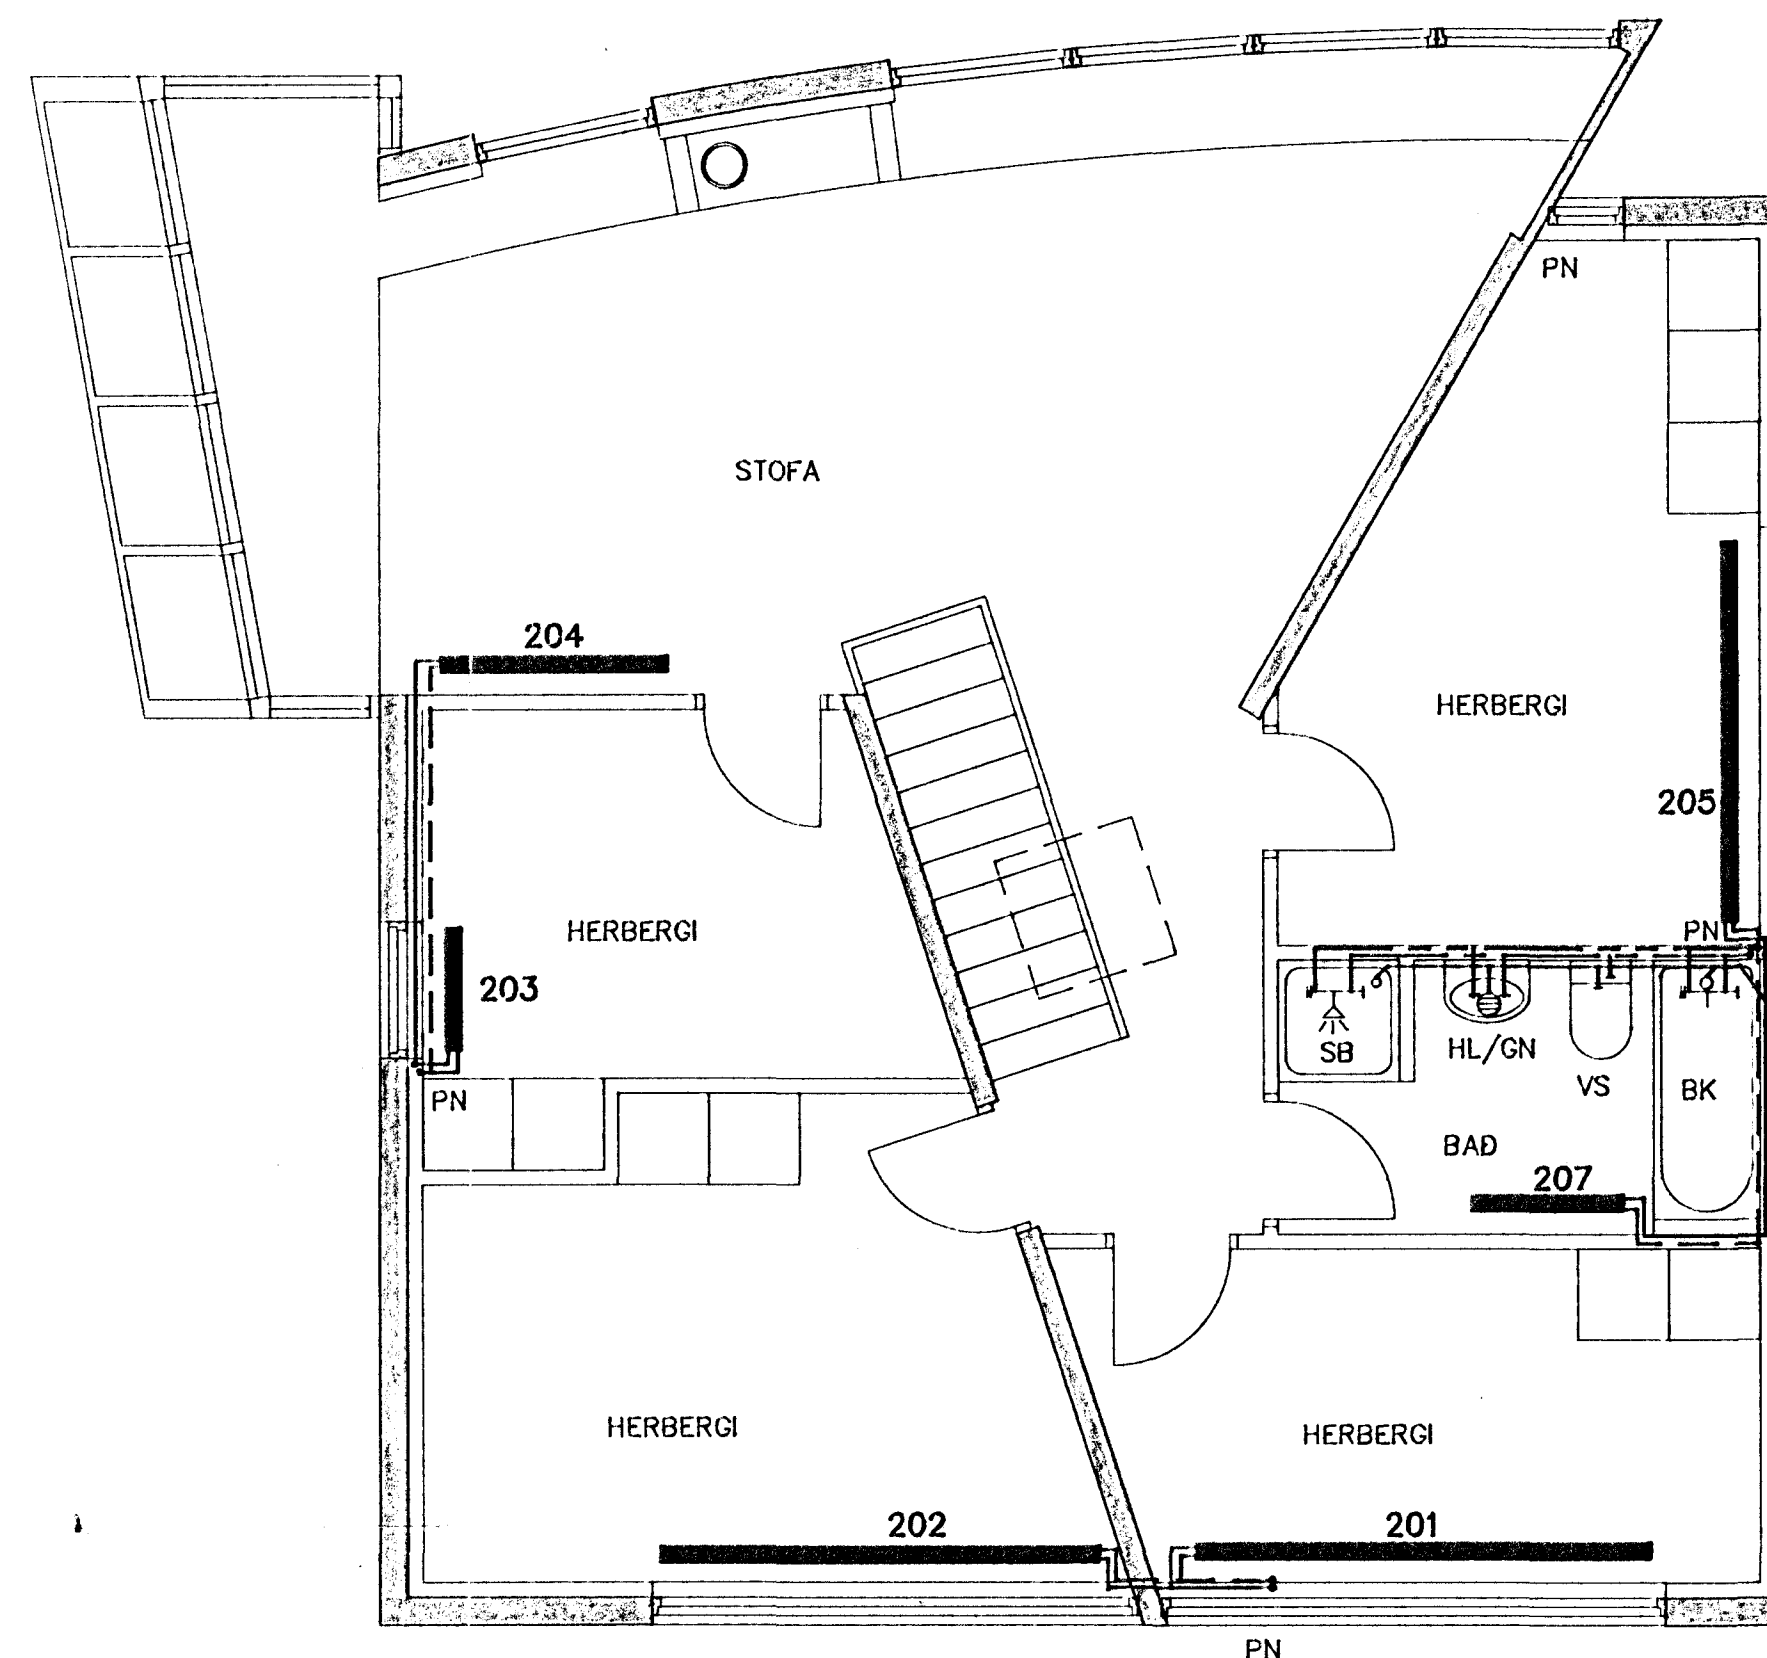 PN
STOFA
204
HERBERGI
205
HERBERGI
PN
203
SB
HL/GN
VS
BK
PN
BAÐ
207
HERBERGI
HERBERGI
202
201
PN